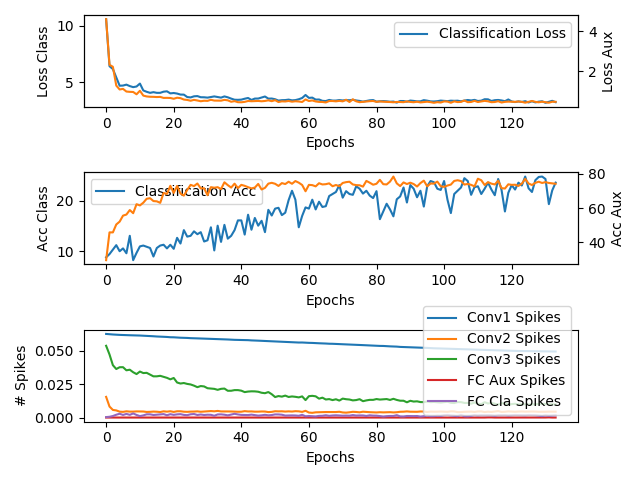 Loss Class
10
5
Classification Loss
4
2
Loss Aux
0 20 40 60 80 100 120
Epochs
Acc Class
20
10
Classification Acc
80
60
40
Acc Aux
0 20 40 60 80 100 120
Epochs
# Spikes
0.050
0.025
0.000
Conv1 Spikes
Conv2 Spikes
Conv3 Spikes
FC Aux Spikes
FC Cla Spikes
0 20 40 60 80 100 120
Epochs